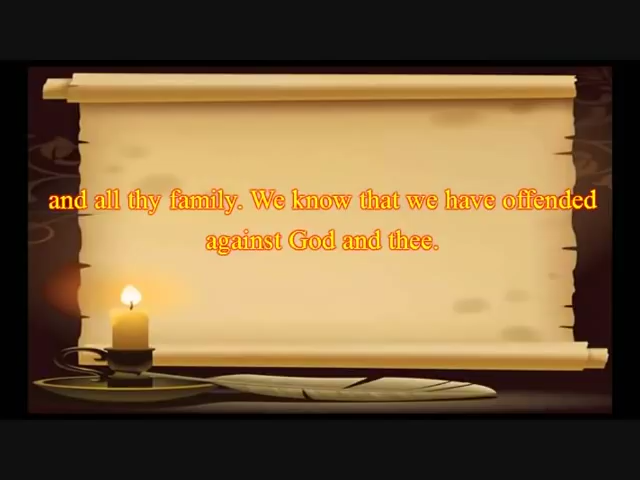 and all thy family. We know that we have offended
against God and thee.